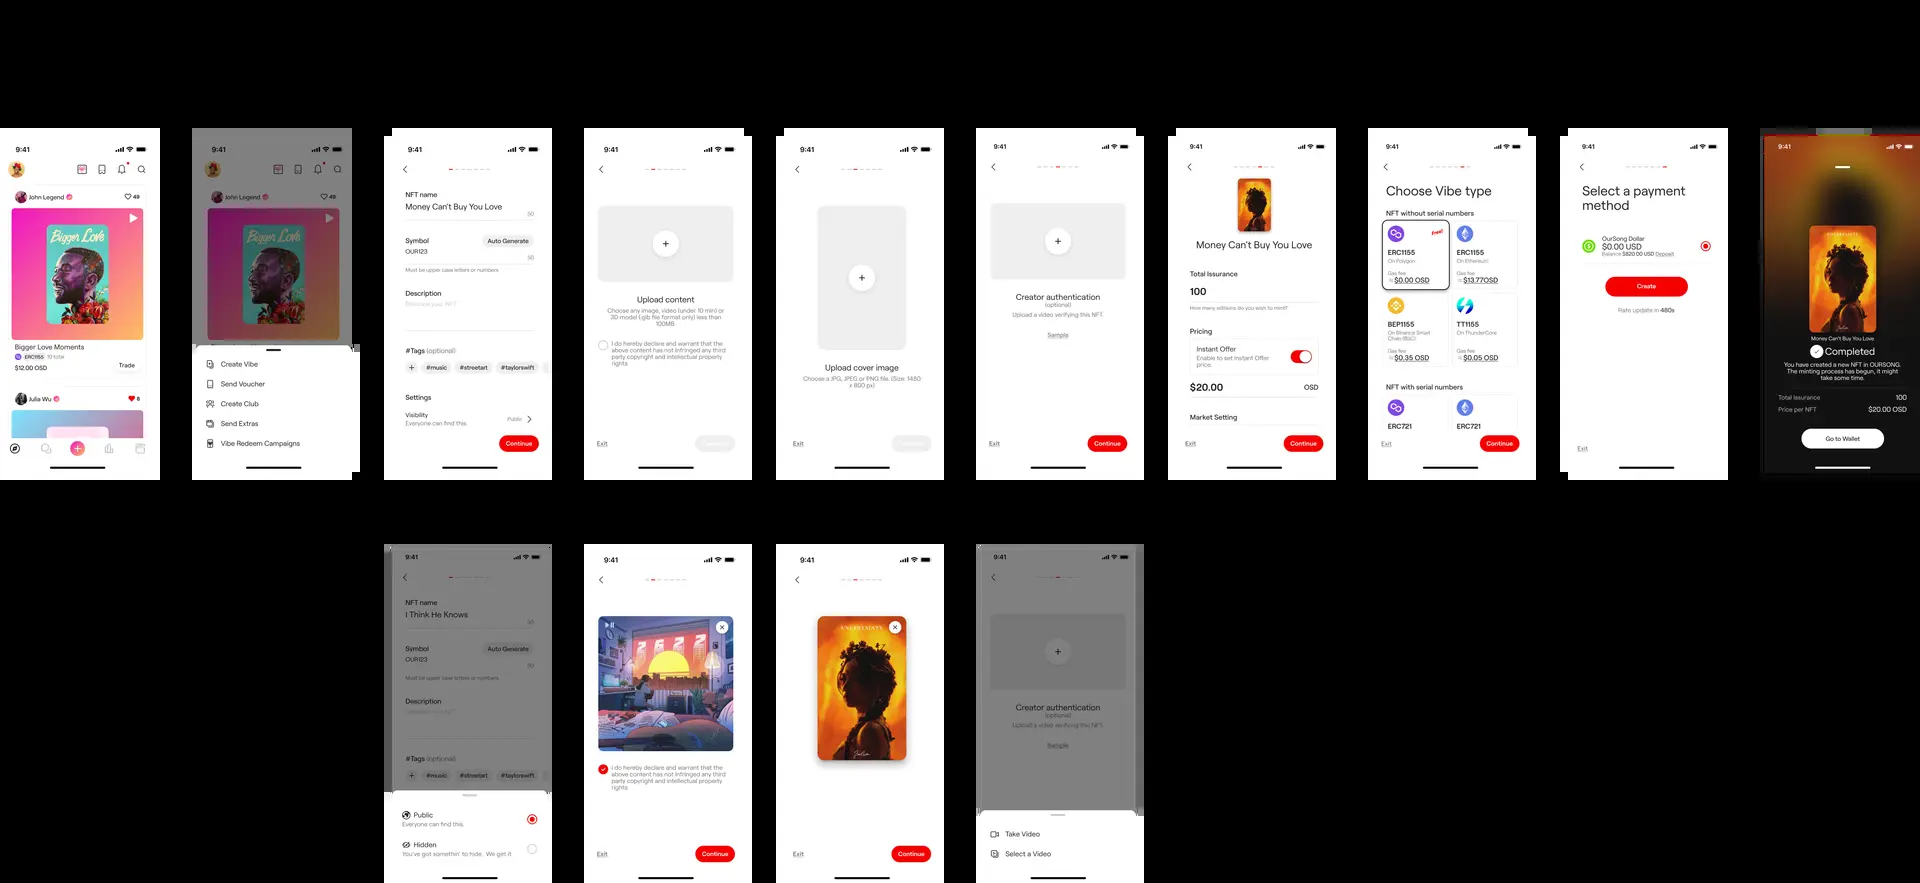 9:41
John Legend
49
Bigger Love
Bigger Love Moments
ERC1155 10 total
$12.00 OSD
Trade
Julia Wu
8
9:41
John Legend
49
Bigger Love
Create Vibe
Send Voucher
Create Club
Send Extras
Vibe Redeem Campaigns
9:41
NFT name
Money Can't Buy You Love
50
Symbol
Auto Generate
OUR123
50
Must be upper case letters or numbers
Description
Describe your NFT
#Tags (optional)
+ #music #streetart #taylorswift
Settings
Visibility
Everyone can find this.
Public
Continue
9:41
Upload content
Choose any image, video (under 10 min) or
3D model (.glb file format only) less than
100MB.
I do hereby declare and warrant that the
above content has not infringed any third
party copyright and intellectual property
rights
Exit
9:41
Upload cover image
Choose a JPG, JPEG or PNG file. (Size: 1480
x 800 px)
Exit
9:41
Creator authentication
(optional)
Upload a video verifying this NFT.
Sample
Exit
Continue
9:41
Money Can't Buy You Love
Total Issurance
100
How many editions do you wish to mint?
Pricing
Instant Offer
Enable to set Instant Offer
price.
$20.00
OSD
Market Setting
Exit
Continue
9:41
Choose Vibe type
NFT without serial numbers
Free!
ERC1155
On Polygon
Gas fee
≈ $0.00 OSD
ERC1155
On Ethereum
Gas fee
≈ $13.77OSD
BEP1155
On Binance Smart
Chain (BSC)
Gas fee
≈ $0.35 OSD
TT1155
On ThunderCore
Gas fee
≈ $0.05 OSD
NFT with serial numbers
ERC721
ERC721
Exit
Continue
9:41
Select a payment
method
OurSong Dollar
$0.00 USD
Balance $820.00 USD Deposit
Create
Rate update in 480s
Exit
9:41
Money Can't Buy You Love
Completed
You have created a new NFT in OURSONG.
The minting process has begun, it might
take some time.
Total Issurance
100
Price per NFT
$20.00 OSD
Go to Wallet
9:41
NFT name
I Think He Knows
50
Symbol
Auto Generate
OUR123
50
Must be upper case letters or numbers
Description
#Tags (optional)
+ #music #streetart #taylorswift
Public
Everyone can find this.
Hidden
You've got somethin' to hide. We get it
9:41
I do hereby declare and warrant that the
above content has not infringed any third
party copyright and intellectual property
rights
Exit
Continue
9:41
Exit
Continue
9:41
Creator authentication
(optional)
Upload a video verifying this NFT.
Sample
Take Video
Select a Video